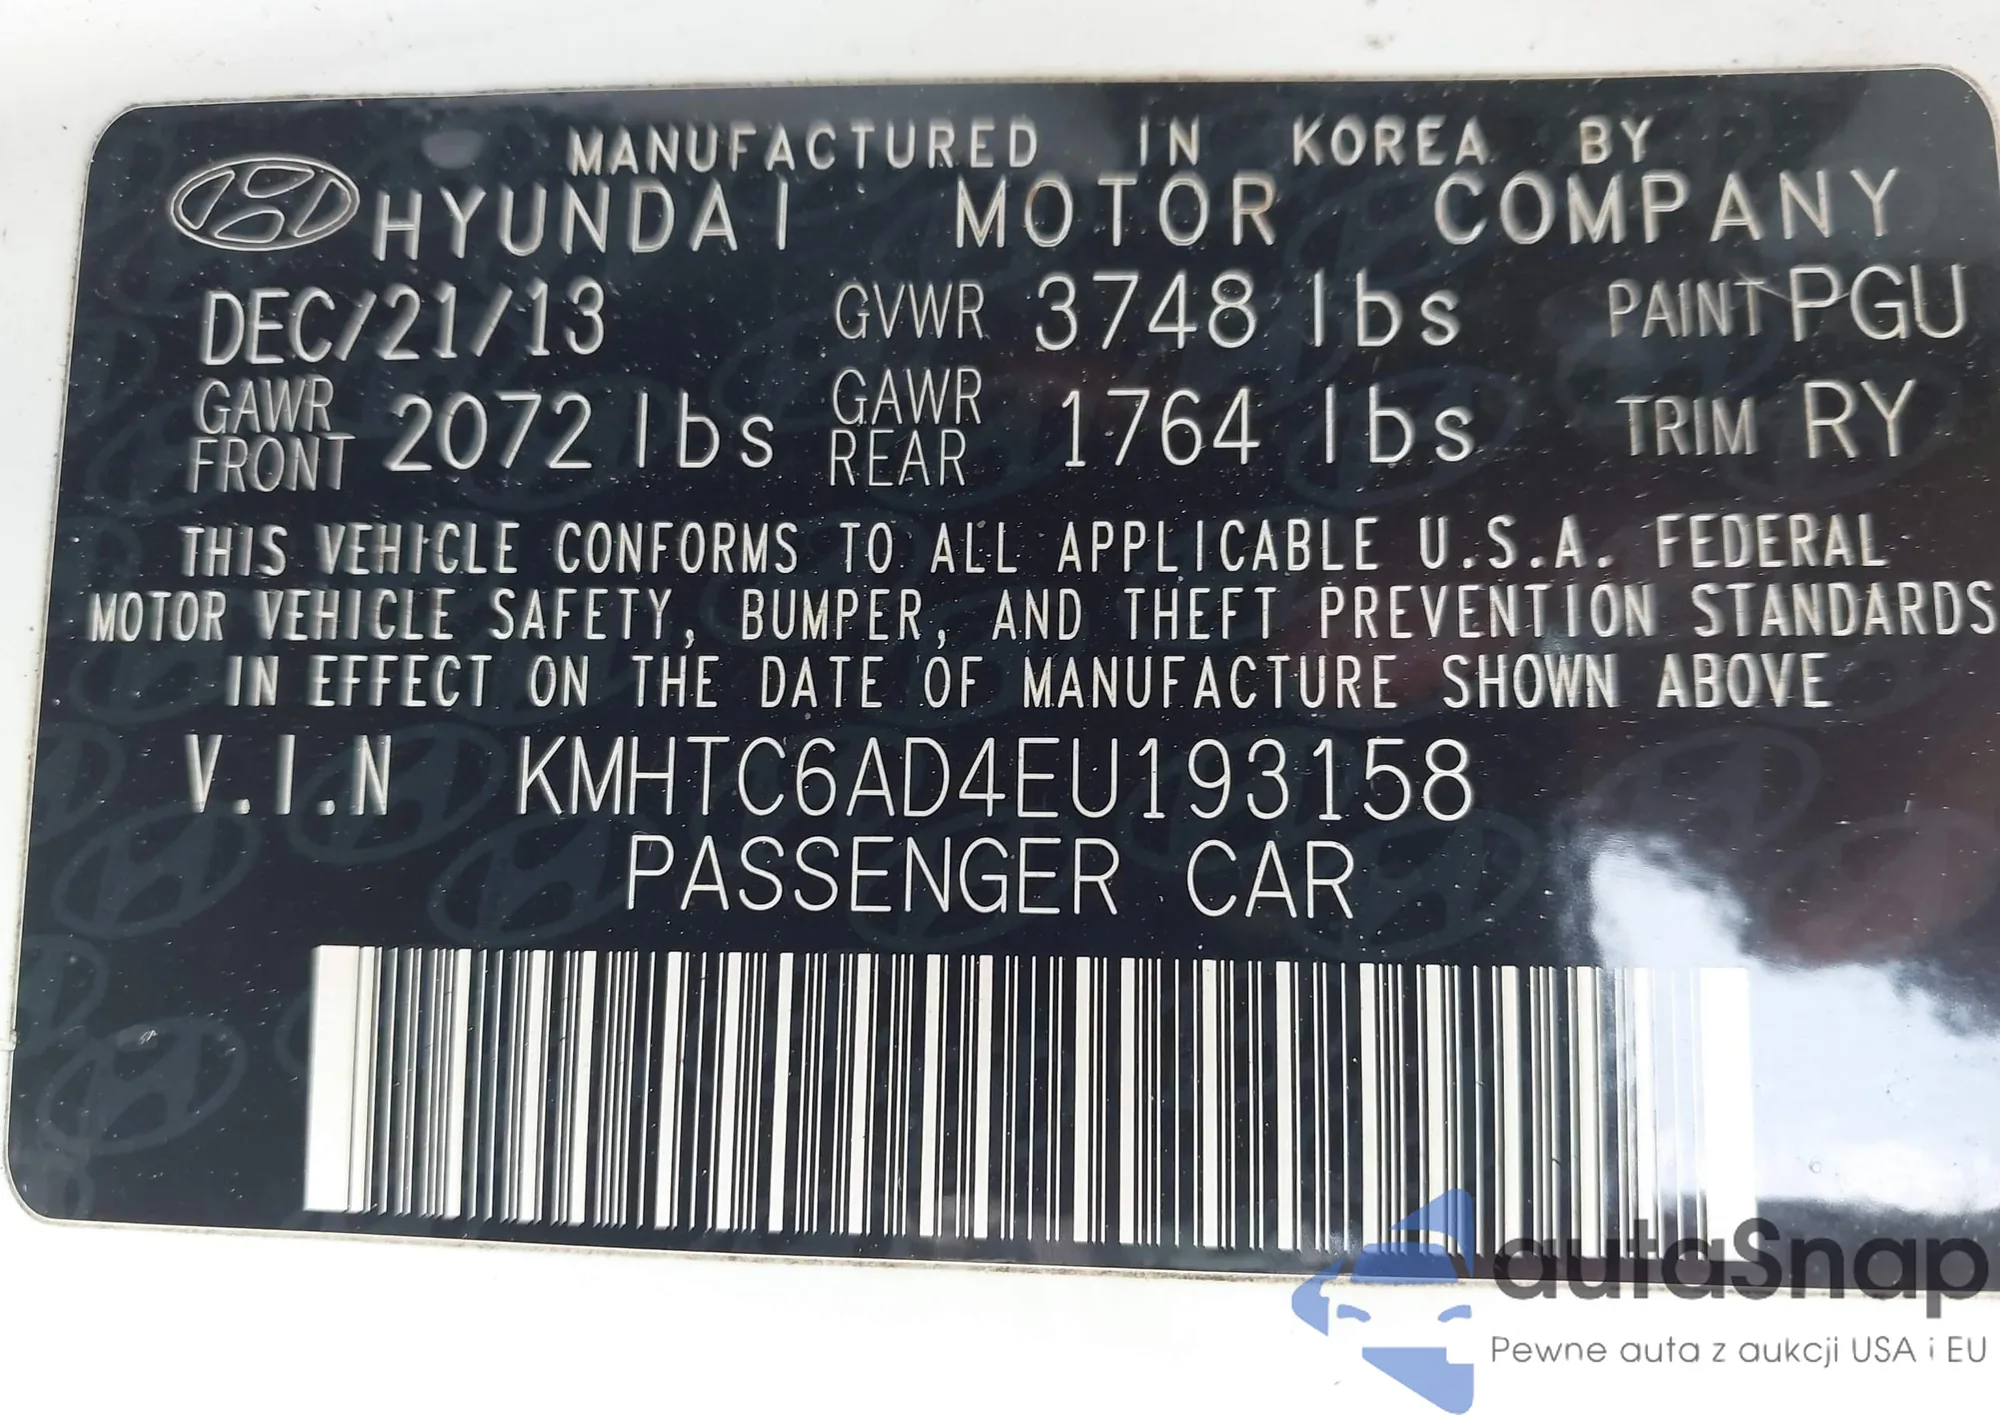 MANUFACTURED IN KOREA BY
HYUNDAI MOTOR COMPANY
DEC/21/13 GVWR 3748 lbs PAINT PGU
GAWR FRONT 2072 lbs GAWR REAR 1764 lbs TRIM RY
THIS VEHICLE CONFORMS TO ALL APPLICABLE U.S.A. FEDERAL
MOTOR VEHICLE SAFETY, BUMPER, AND THEFT PREVENTION STANDARDS
IN EFFECT ON THE DATE OF MANUFACTURE SHOWN ABOVE
V.I.N KMHTC6AD4EU193158
PASSENGER CAR
autaSnap
Pewne auta z aukcji USA i EU